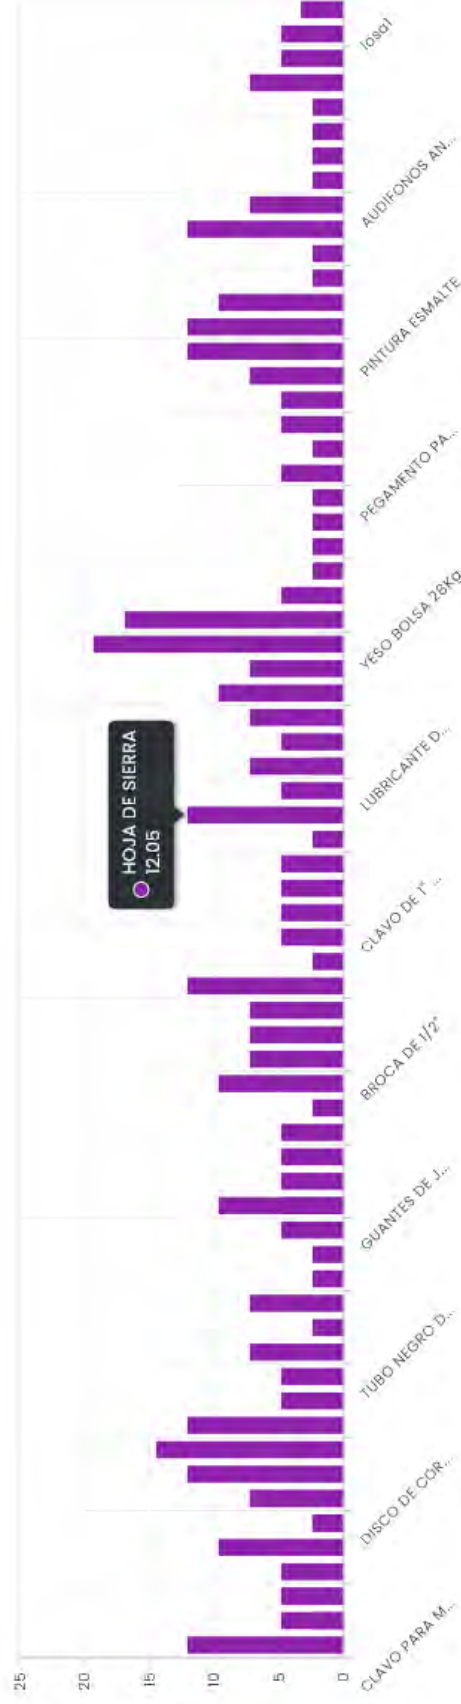 25
20
15
10
5
0
HOJA DE SIERRA
12.05
CLAVO PARA M...
DISCO DE COR...
TUBO NEGRO D...
GUANTES DE J...
BROCA DE 1/2"
CLAVO DE 1" ...
LUBRICANTE D...
YESO BOLSA 26Kg
PEGAMENTO PA...
PINTURA ESMALTE
AUDIFONOS AN...
losa1